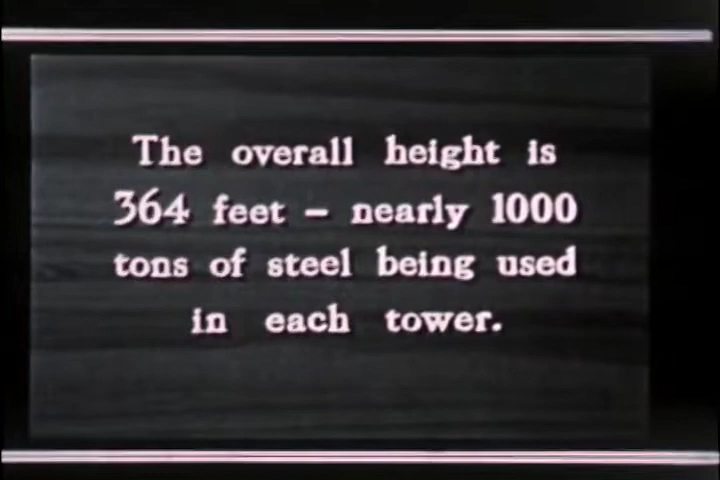 The overall height is
364 feet – nearly 1000
tons of steel being used
in each tower.